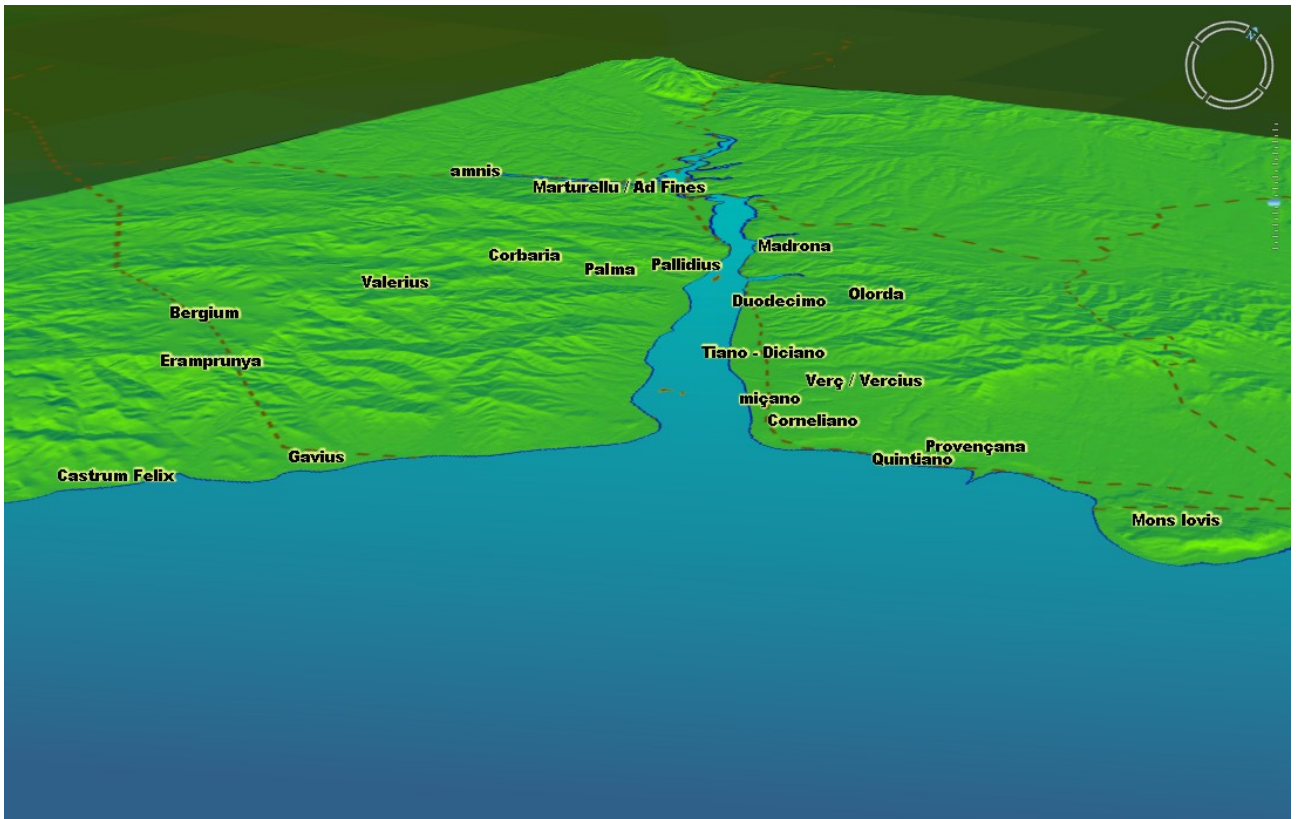 N
amnis
Marturellu / Ad Fines
Madrona
Corbaria
Palma
Pallidius
Valerius
Duodecimo
Olorda
Bergium
Eramprunya
Tiano - Diciano
Verç / Vercius
miçano
Corneliano
Provençana
Gavius
Quintiano
Castrum Felix
Mons Iovis